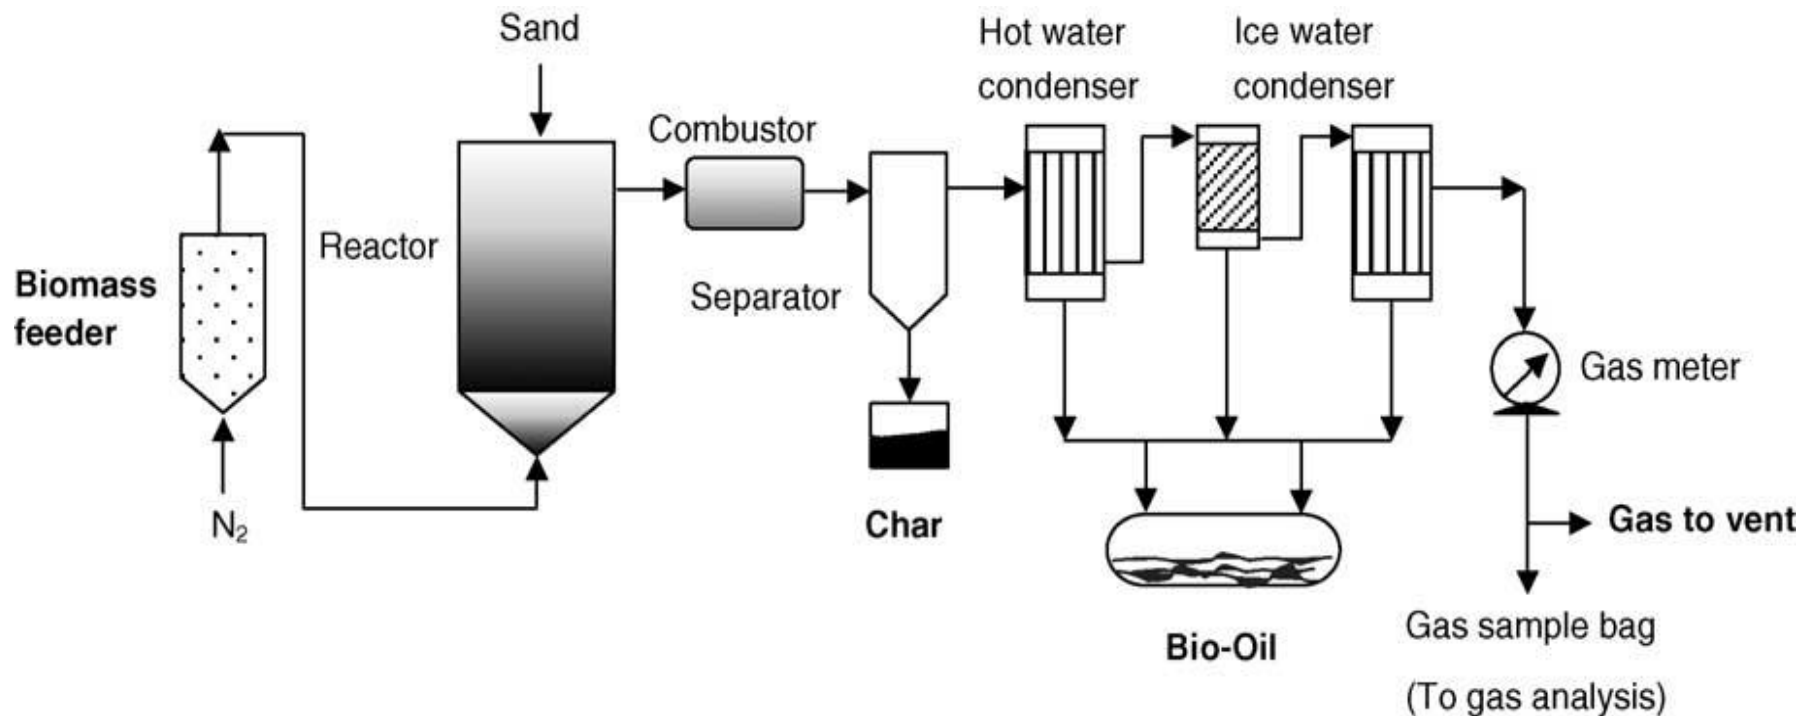 Sand
Hot water
condenser
Ice water
condenser
Combustor
Reactor
Biomass
feeder
Separator
Gas meter
N₂
Char
Gas to vent
Bio-Oil
Gas sample bag
(To gas analysis)